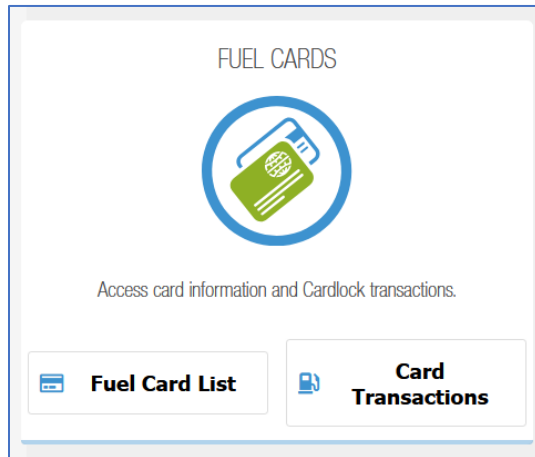 FUEL CARDS
Access card information and Cardlock transactions.
Fuel Card List
Card
Transactions